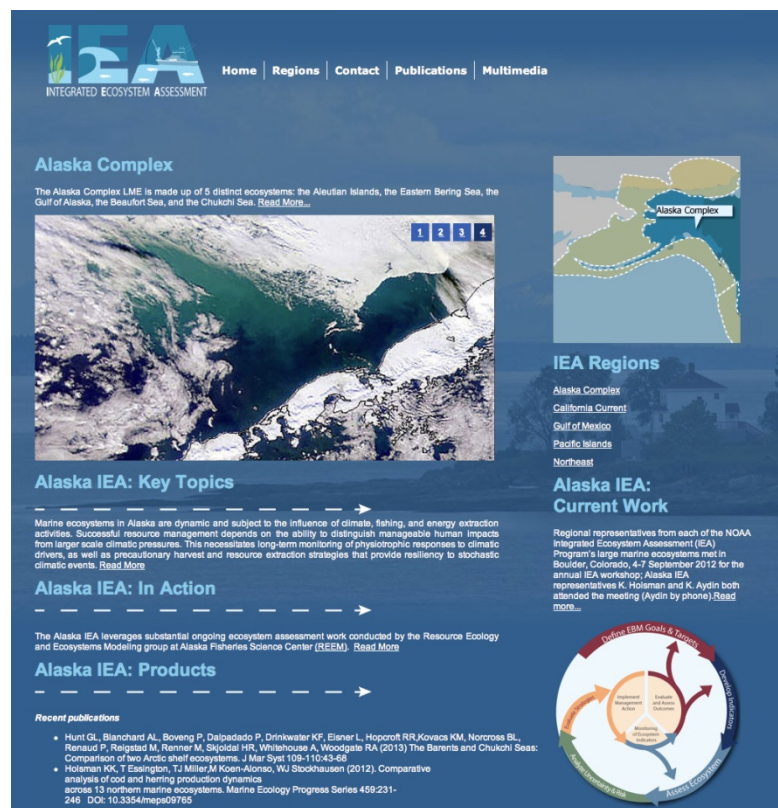 IEA
INTEGRATED ECOSYSTEM ASSESSMENT
Home
Regions
Contact
Publications
Multimedia
Alaska Complex
The Alaska Complex LME is made up of 5 distinct ecosystems: the Aleutian Islands, the Eastern Bering Sea, the
Gulf of Alaska, the Beaufort Sea, and the Chukchi Sea. Read More...
1 2 3 4
Alaska IEA: Key Topics
Marine ecosystems in Alaska are dynamic and subject to the influence of climate, fishing, and energy extraction
activities. Successful resource management depends on the ability to distinguish manageable human impacts
from larger scale climatic pressures. This necessitates long-term monitoring of physiotrophic responses to climatic
drivers, as well as precautionary harvest and resource extraction strategies that provide resiliency to stochastic
climatic events. Read More
Alaska IEA: In Action
The Alaska IEA leverages substantial ongoing ecosystem assessment work conducted by the Resource Ecology
and Ecosystems Modeling group at Alaska Fisheries Science Center (REEM). Read More
Alaska IEA: Products
Recent publications
Hunt GL, Blanchard AL, Boveng P, Dalpadado P, Drinkwater KF, Eisner L, Hopcroft RR,Kovacs KM, Norcross BL,
Renaud P, Reigstad M, Renner M, Skjoldal HR, Whitehouse A, Woodgate RA (2013) The Barents and Chukchi Seas:
Comparison of two Arctic shelf ecosystems. J Mar Syst 109-110:43-68
Holsman KK, T Essington, TJ Miller,M Koen-Alonso, WJ Stockhausen (2012). Comparative
analysis of cod and herring production dynamics
across 13 northern marine ecosystems. Marine Ecology Progress Series 459:231-
246 DOI: 10.3354/meps09765
Alaska Complex
IEA Regions
Alaska Complex
California Current
Gulf of Mexico
Pacific Islands
Northeast
Alaska IEA:
Current Work
Regional representatives from each of the NOAA
Integrated Ecosystem Assessment (IEA)
Program's large marine ecosystems met in
Boulder, Colorado, 4-7 September 2012 for the
annual IEA workshop; Alaska IEA
representatives K. Holsman and K. Aydin both
attended the meeting (Aydin by phone).Read
more...
Define EBM Goals & Targets
Develop Indicators
Assess Ecosystem
Analyze Uncertainty & Risk
Evaluate Strategies
Implement
Management
Action
Evaluate
and Assess
Outcomes
Monitoring
of Ecosystem
Indicators